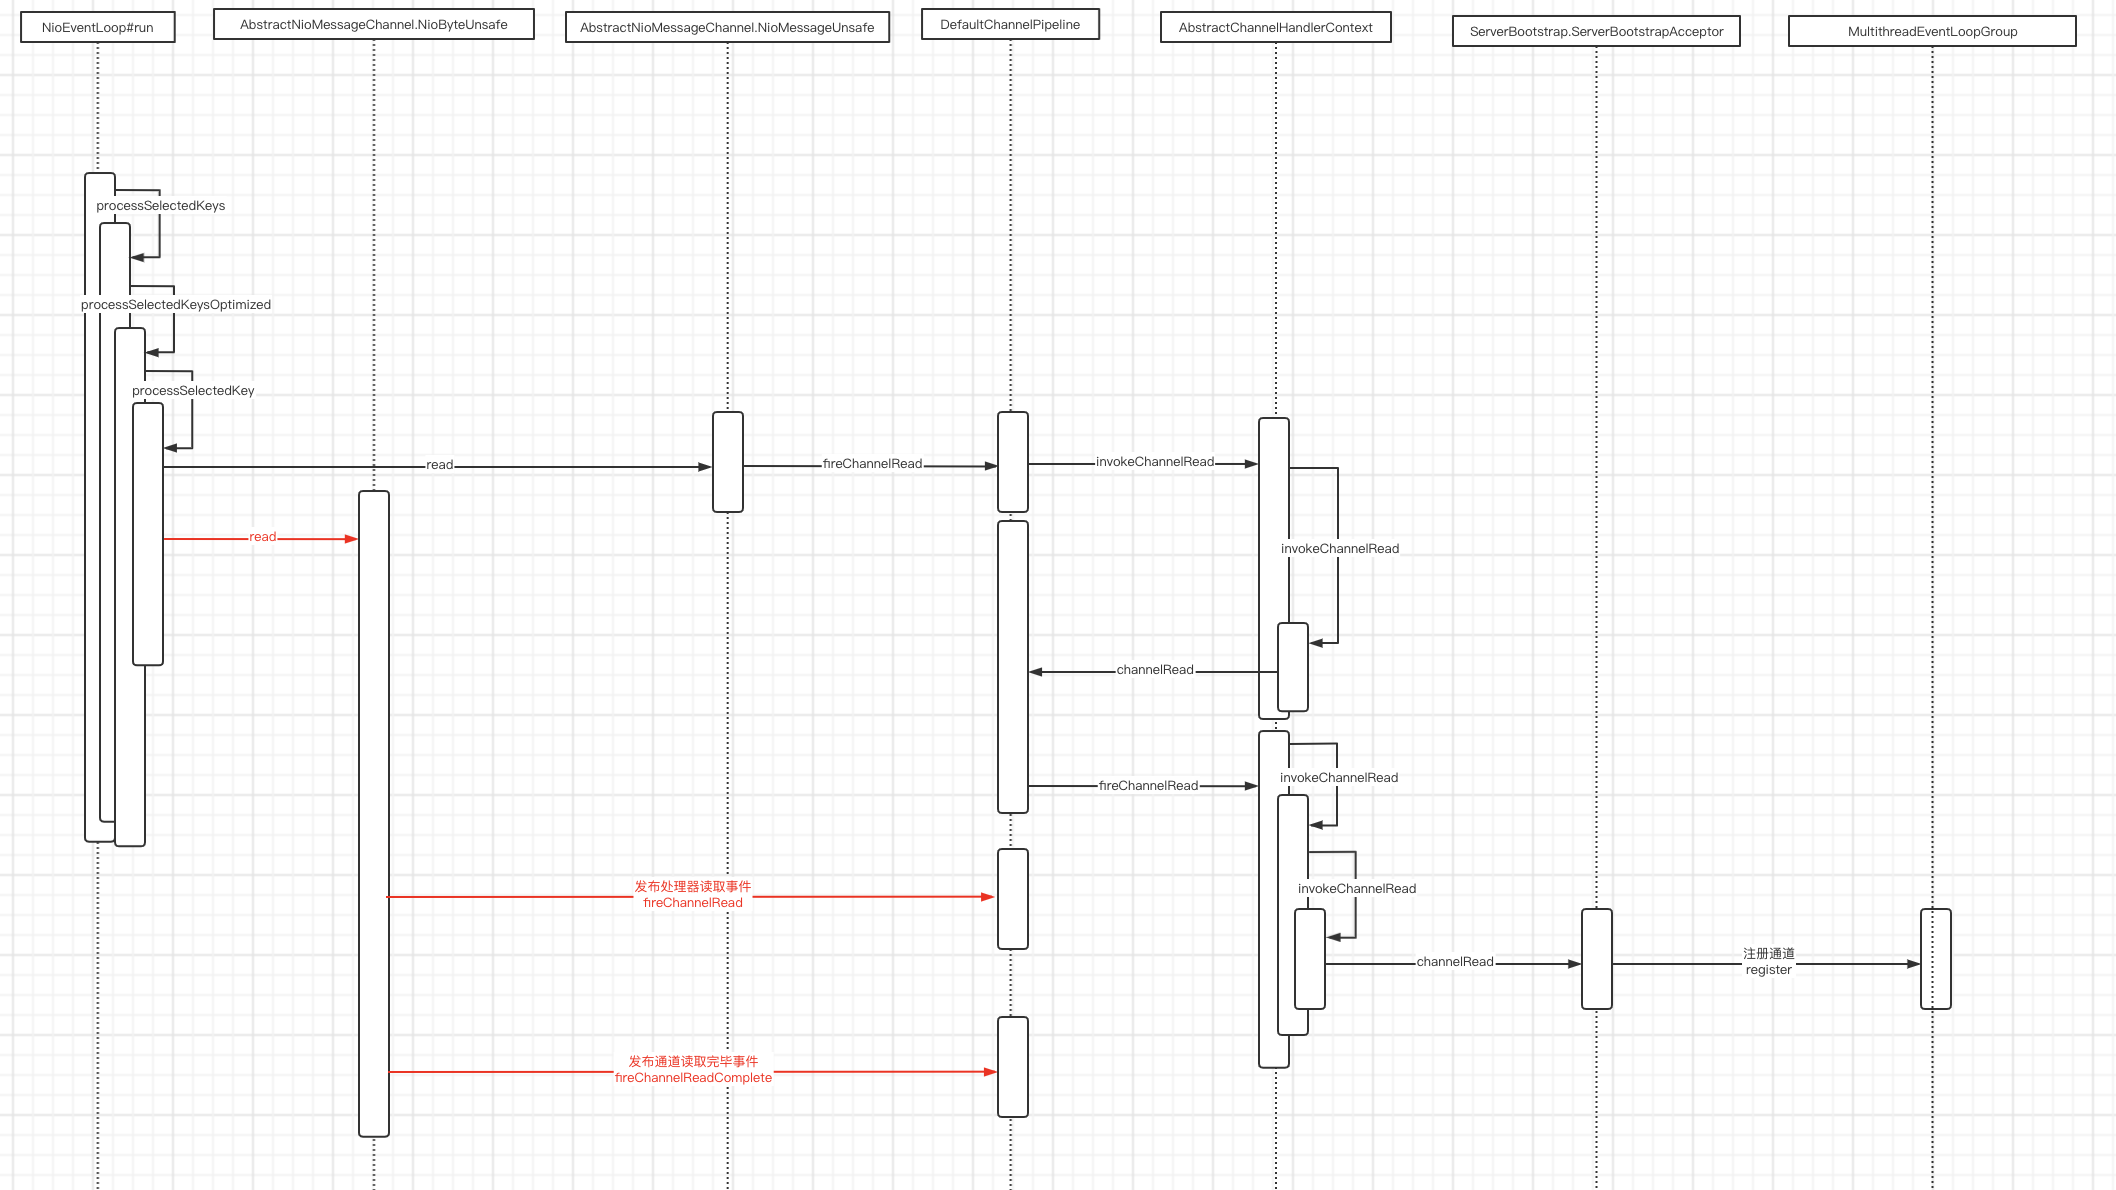 NioEventLoop#run
AbstractNioMessageChannel.NioByteUnsafe
AbstractNioMessageChannel.NioMessageUnsafe
DefaultChannelPipeline
AbstractChannelHandlerContext
ServerBootstrap.ServerBootstrapAcceptor
MultithreadEventLoopGroup
processSelectedKeys
processSelectedKeysOptimized
processSelectedKey
read
fireChannelRead
invokeChannelRead
read
invokeChannelRead
channelRead
invokeChannelRead
fireChannelRead
发布处理器读取事件
fireChannelRead
invokeChannelRead
channelRead
注册通道
register
发布通道读取完毕事件
fireChannelReadComplete